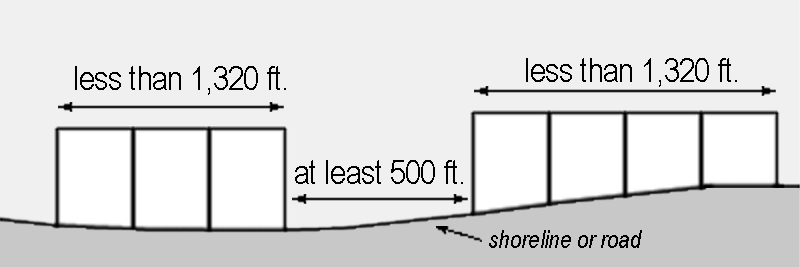 less than 1,320 ft.
less than 1,320 ft.
at least 500 ft.
shoreline or road